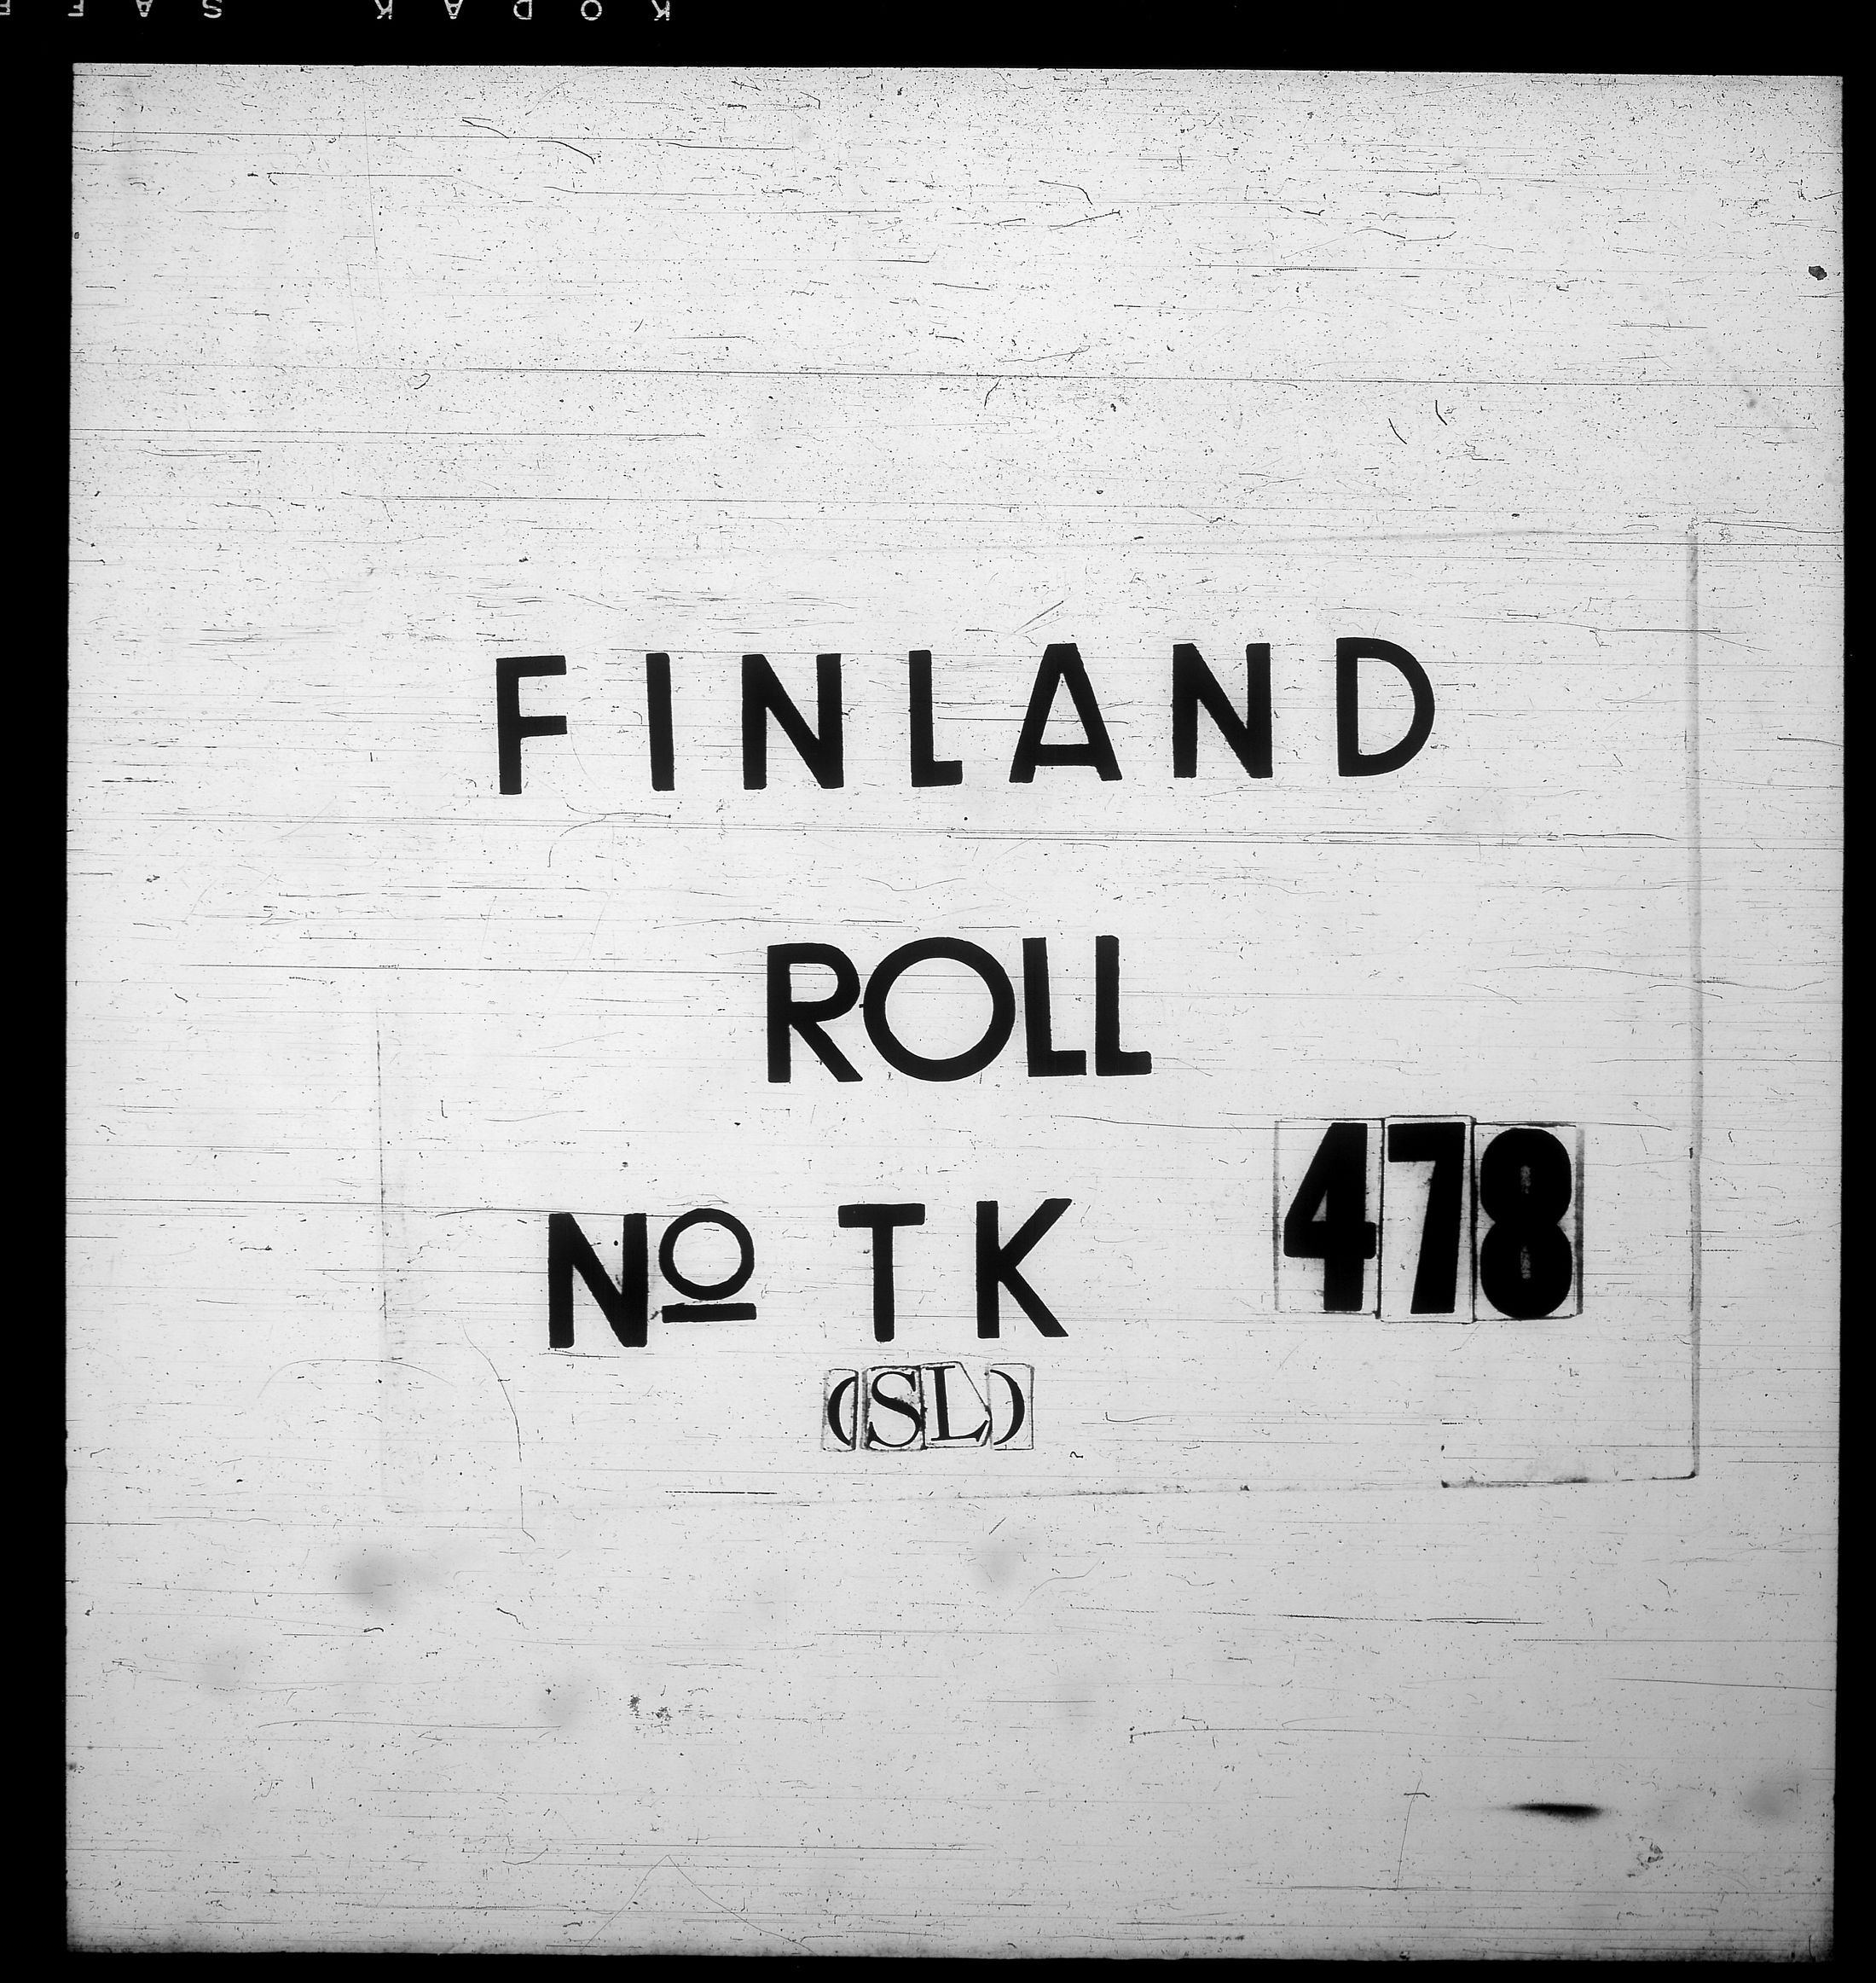 KODAK SAFE
FINLAND
ROLL
Nº TK 478
(SL)